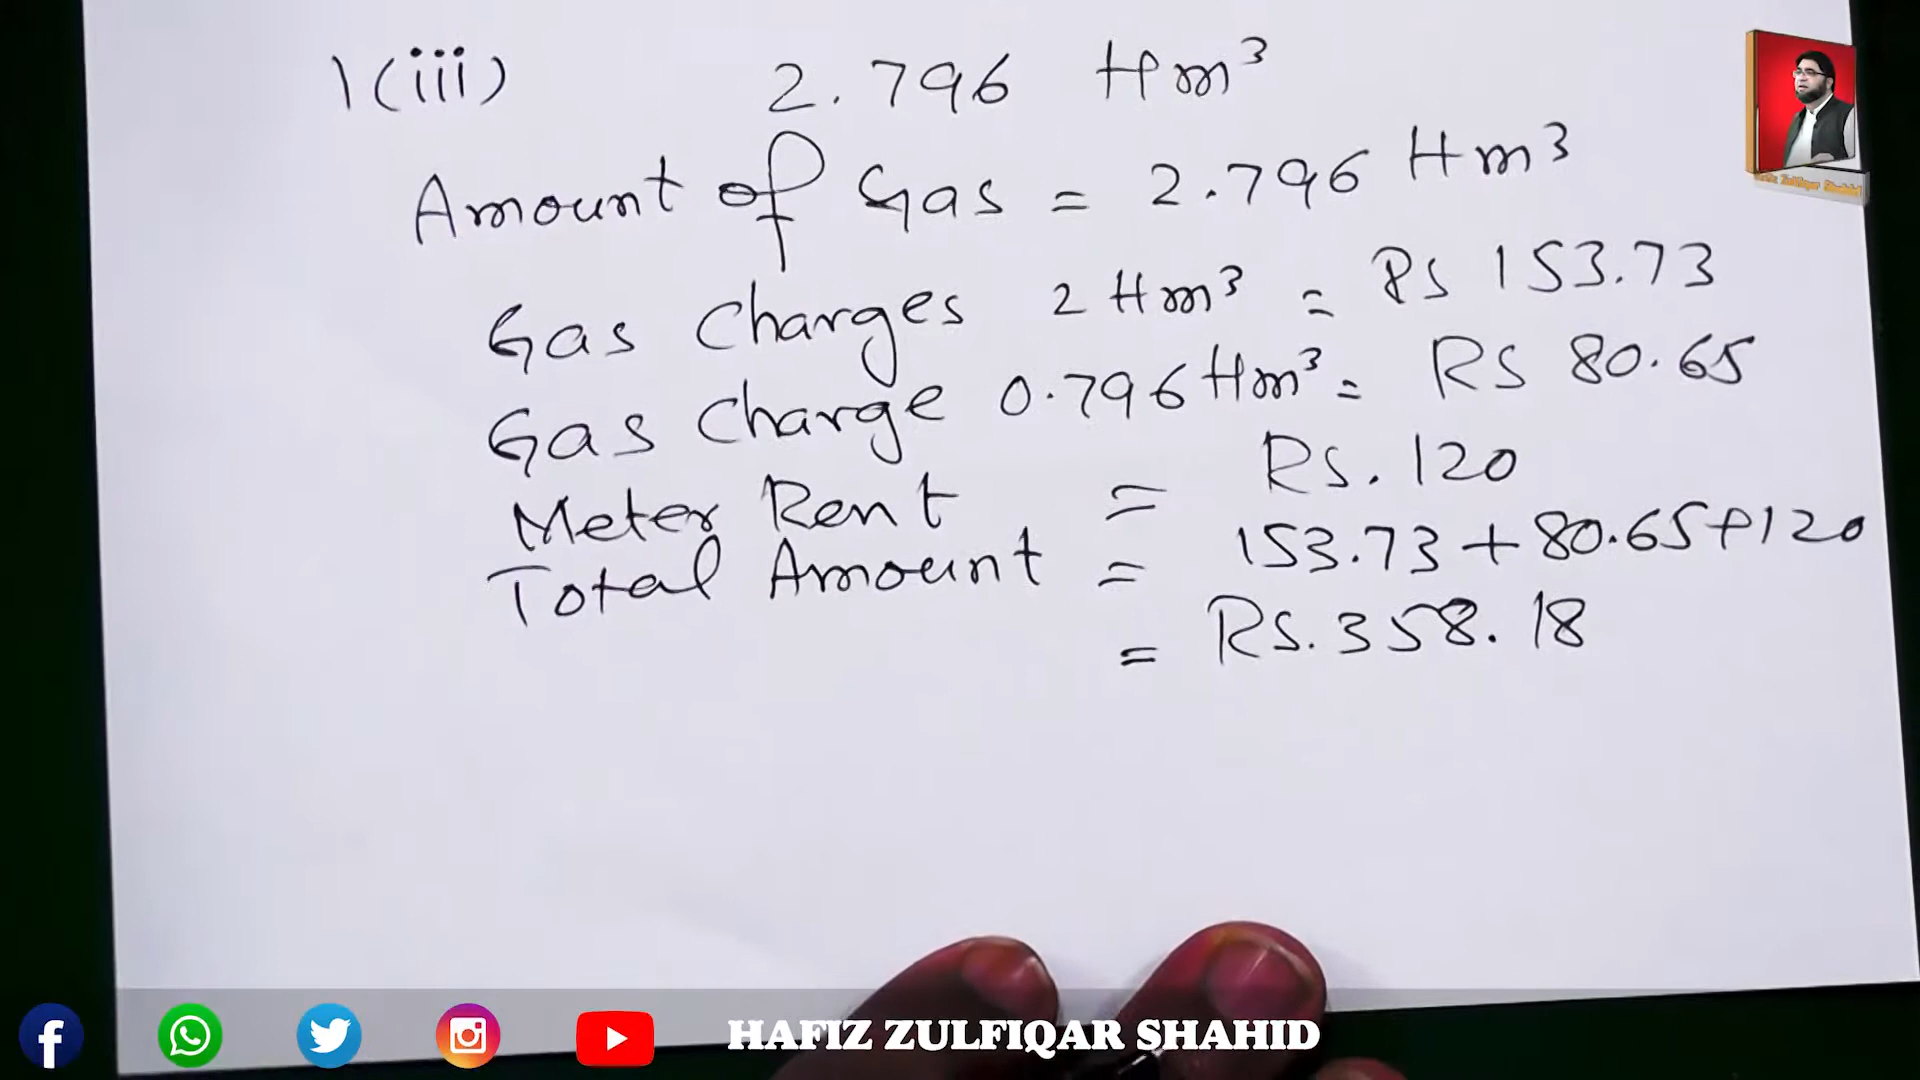 1(iii) 2.796 Hm³
Amount of Gas = 2.796 Hm³
Gas Charges 2 Hm³ = Rs 153.73
Gas Charge 0.796 Hm³ = RS 80.65
Meter Rent = RS. 120
Total Amount = 153.73 + 80.65 + 120
= RS. 358.18
HAFIZ ZULFIQAR SHAHID